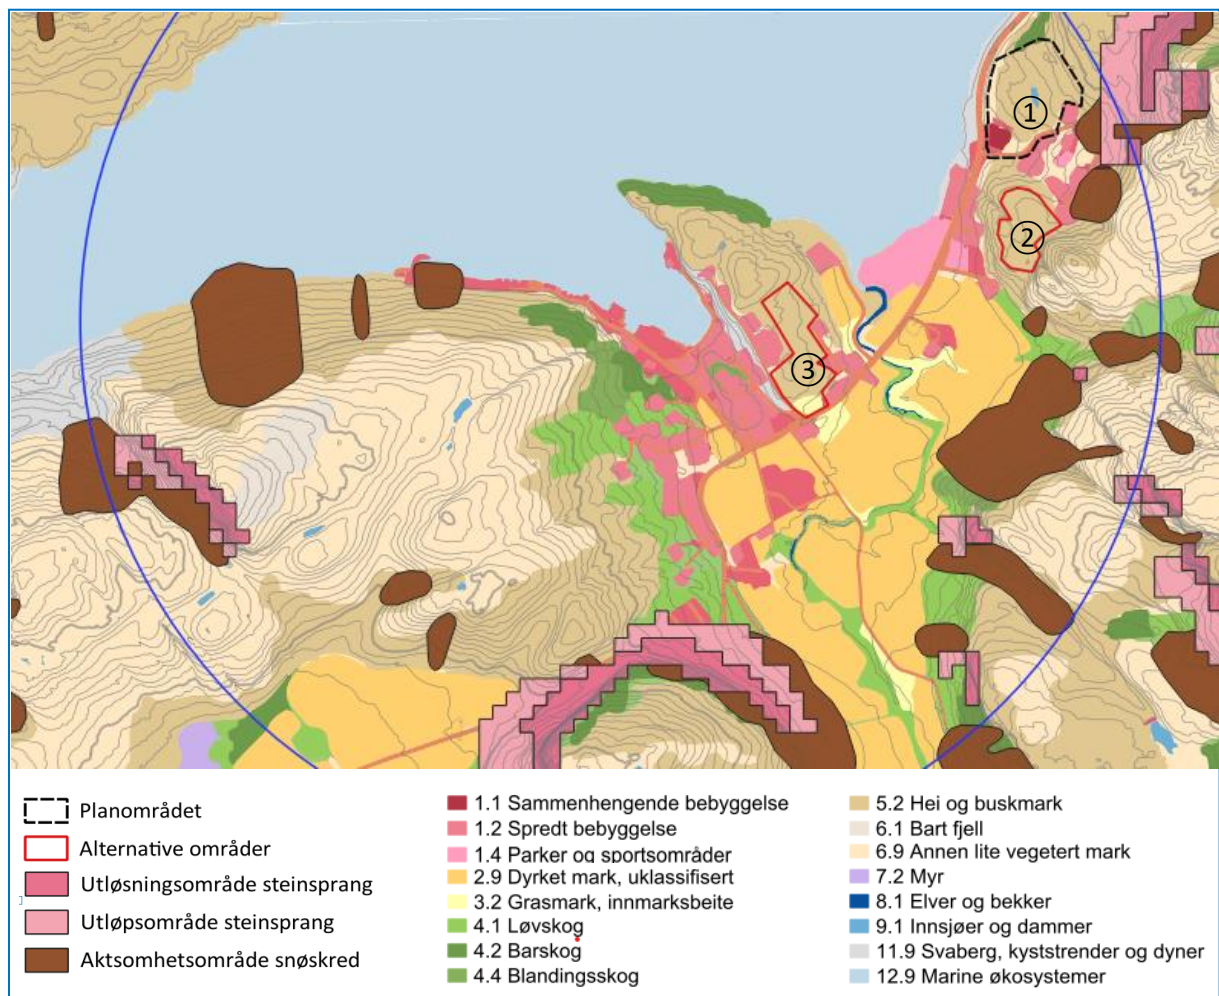 ①
②
③
Planområdet
Alternative områder
Utløsningsområde steinsprang
Utløpsområde steinsprang
Aktsomhetsområde snøskred
1.1 Sammenhengende bebyggelse
1.2 Spredt bebyggelse
1.4 Parker og sportsområder
2.9 Dyrket mark, uklassifisert
3.2 Grasmark, innmarksbeite
4.1 Løvskog
4.2 Barskog
4.4 Blandingsskog
5.2 Hei og buskmark
6.1 Bart fjell
6.9 Annen lite vegetert mark
7.2 Myr
8.1 Elver og bekker
9.1 Innsjøer og dammer
11.9 Svaberg, kyststrender og dyner
12.9 Marine økosystemer